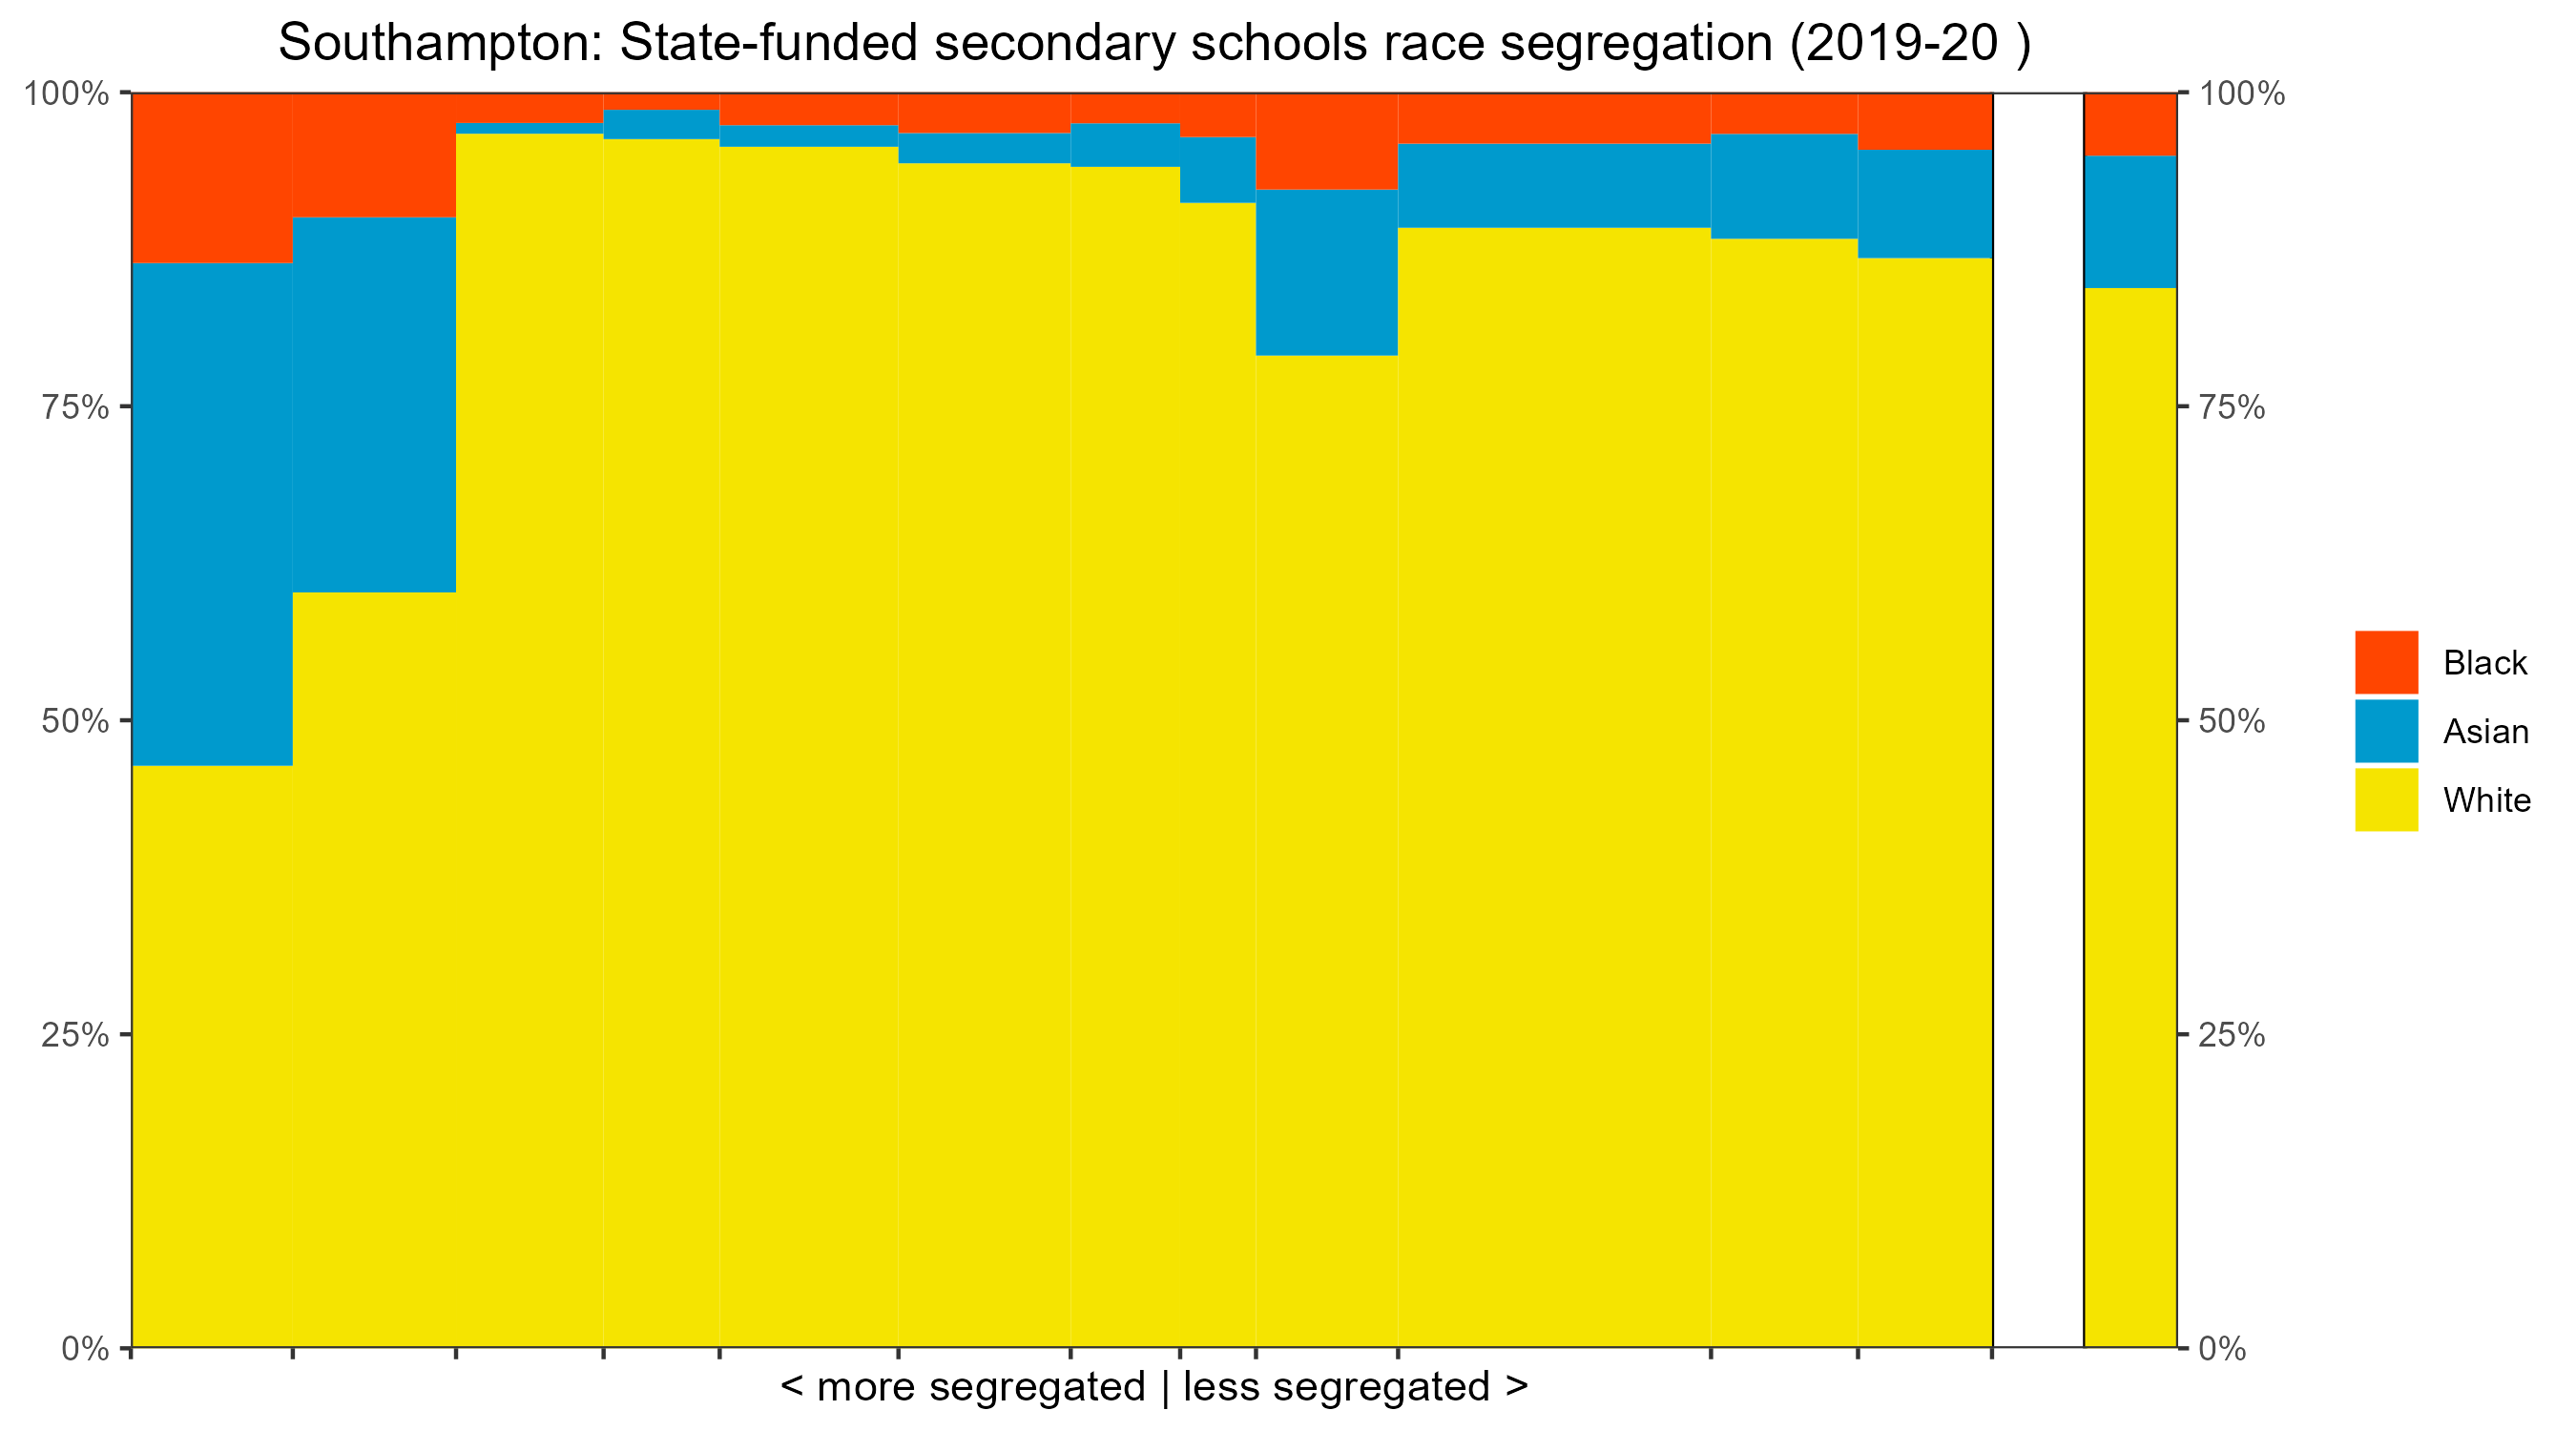 Southampton: State-funded secondary schools race segregation (2019-20 )
100%
75%
50%
25%
0%
100%
75%
50%
25%
0%
Black
Asian
White
< more segregated | less segregated >